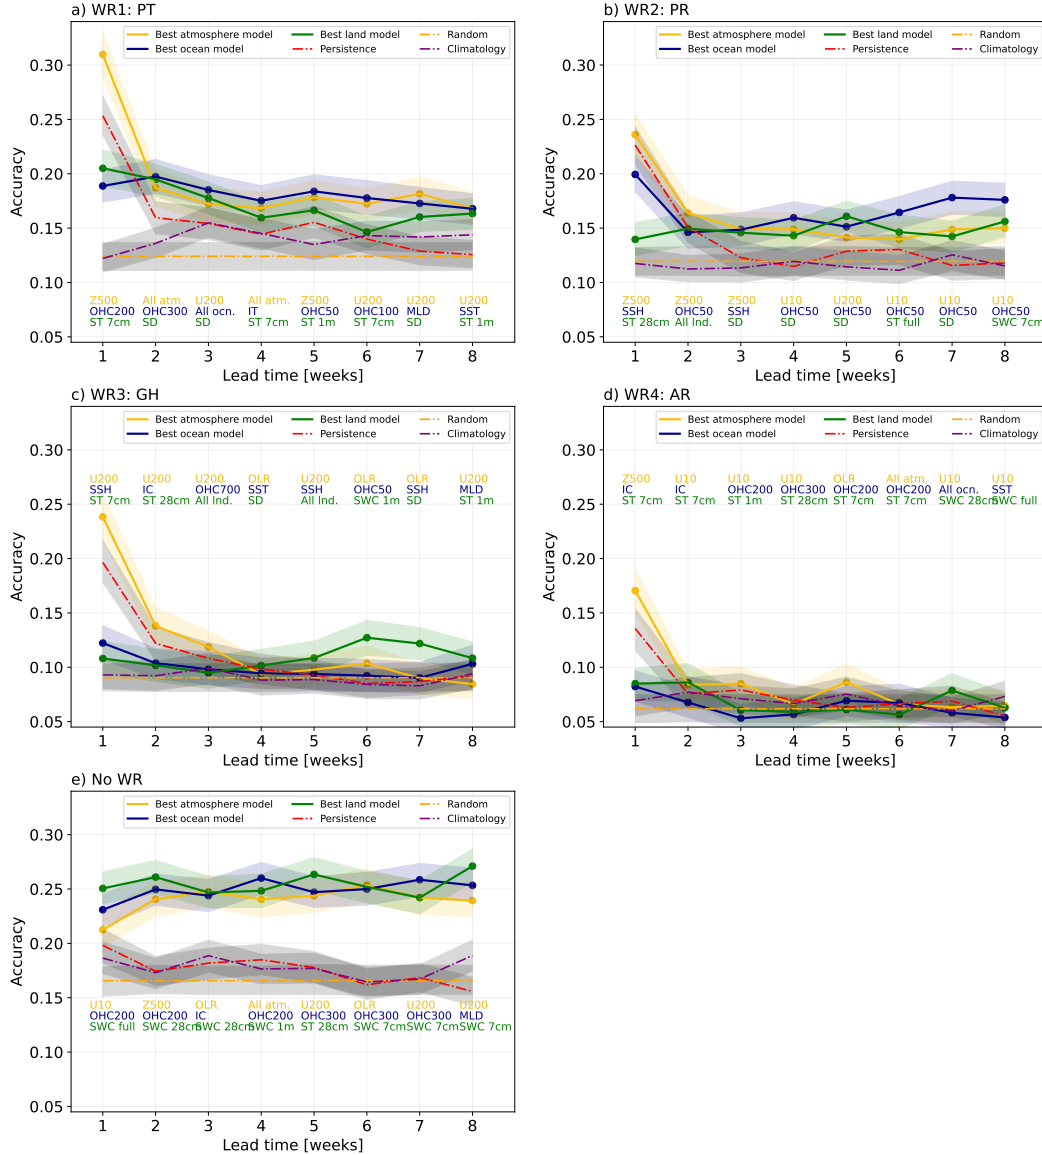 a) WR1: PT
Best atmosphere model
Best ocean model
Best land model
Persistence
Random
Climatology
0.30
0.25
0.20
0.15
0.10
0.05
Accuracy
Z500 All atm. U200 All atm. Z500 U200 U200 U200
OHC200 OHC300 All ocn. IT OHC50 OHC100 MLD SST
ST 7cm SD SD ST 7cm ST 1m ST 7cm SD ST 1m
1 2 3 4 5 6 7 8
Lead time [weeks]
b) WR2: PR
Best atmosphere model
Best ocean model
Best land model
Persistence
Random
Climatology
0.30
0.25
0.20
0.15
0.10
0.05
Accuracy
Z500 Z500 Z500 U10 U200 U10 U10 U10
SSH OHC50 SSH OHC50 OHC50 OHC50 OHC50 OHC50
ST 28cm All lnd. SD SD SD ST full SD SWC 7cm
1 2 3 4 5 6 7 8
Lead time [weeks]
c) WR3: GH
Best atmosphere model
Best ocean model
Best land model
Persistence
Random
Climatology
0.30
0.25
0.20
0.15
0.10
0.05
Accuracy
U200 U200 U200 OLR U200 OLR OLR U200
SSH IC OHC700 SST SSH OHC50 SSH MLD
ST 7cm ST 28cm All lnd. SD All lnd. SWC 1m SD ST 1m
1 2 3 4 5 6 7 8
Lead time [weeks]
d) WR4: AR
Best atmosphere model
Best ocean model
Best land model
Persistence
Random
Climatology
0.30
0.25
0.20
0.15
0.10
0.05
Accuracy
Z500 U10 U10 U10 OLR All atm. U10 U10
IC IC OHC200 OHC300 OHC200 OHC200 All ocn. SST
ST 7cm ST 7cm ST 1m ST 28cm ST 7cm ST 7cm SWC 28cm SWC full
1 2 3 4 5 6 7 8
Lead time [weeks]
e) No WR
Best atmosphere model
Best ocean model
Best land model
Persistence
Random
Climatology
0.30
0.25
0.20
0.15
0.10
0.05
Accuracy
U10 Z500 OLR All atm. U200 OLR U200 U200
OHC200 OHC200 IC OHC200 OHC300 OHC300 OHC300 MLD
SWC full SWC 28cm SWC 28cm SWC 1m ST 28cm SWC 7cm SWC 7cm SWC 7cm
1 2 3 4 5 6 7 8
Lead time [weeks]